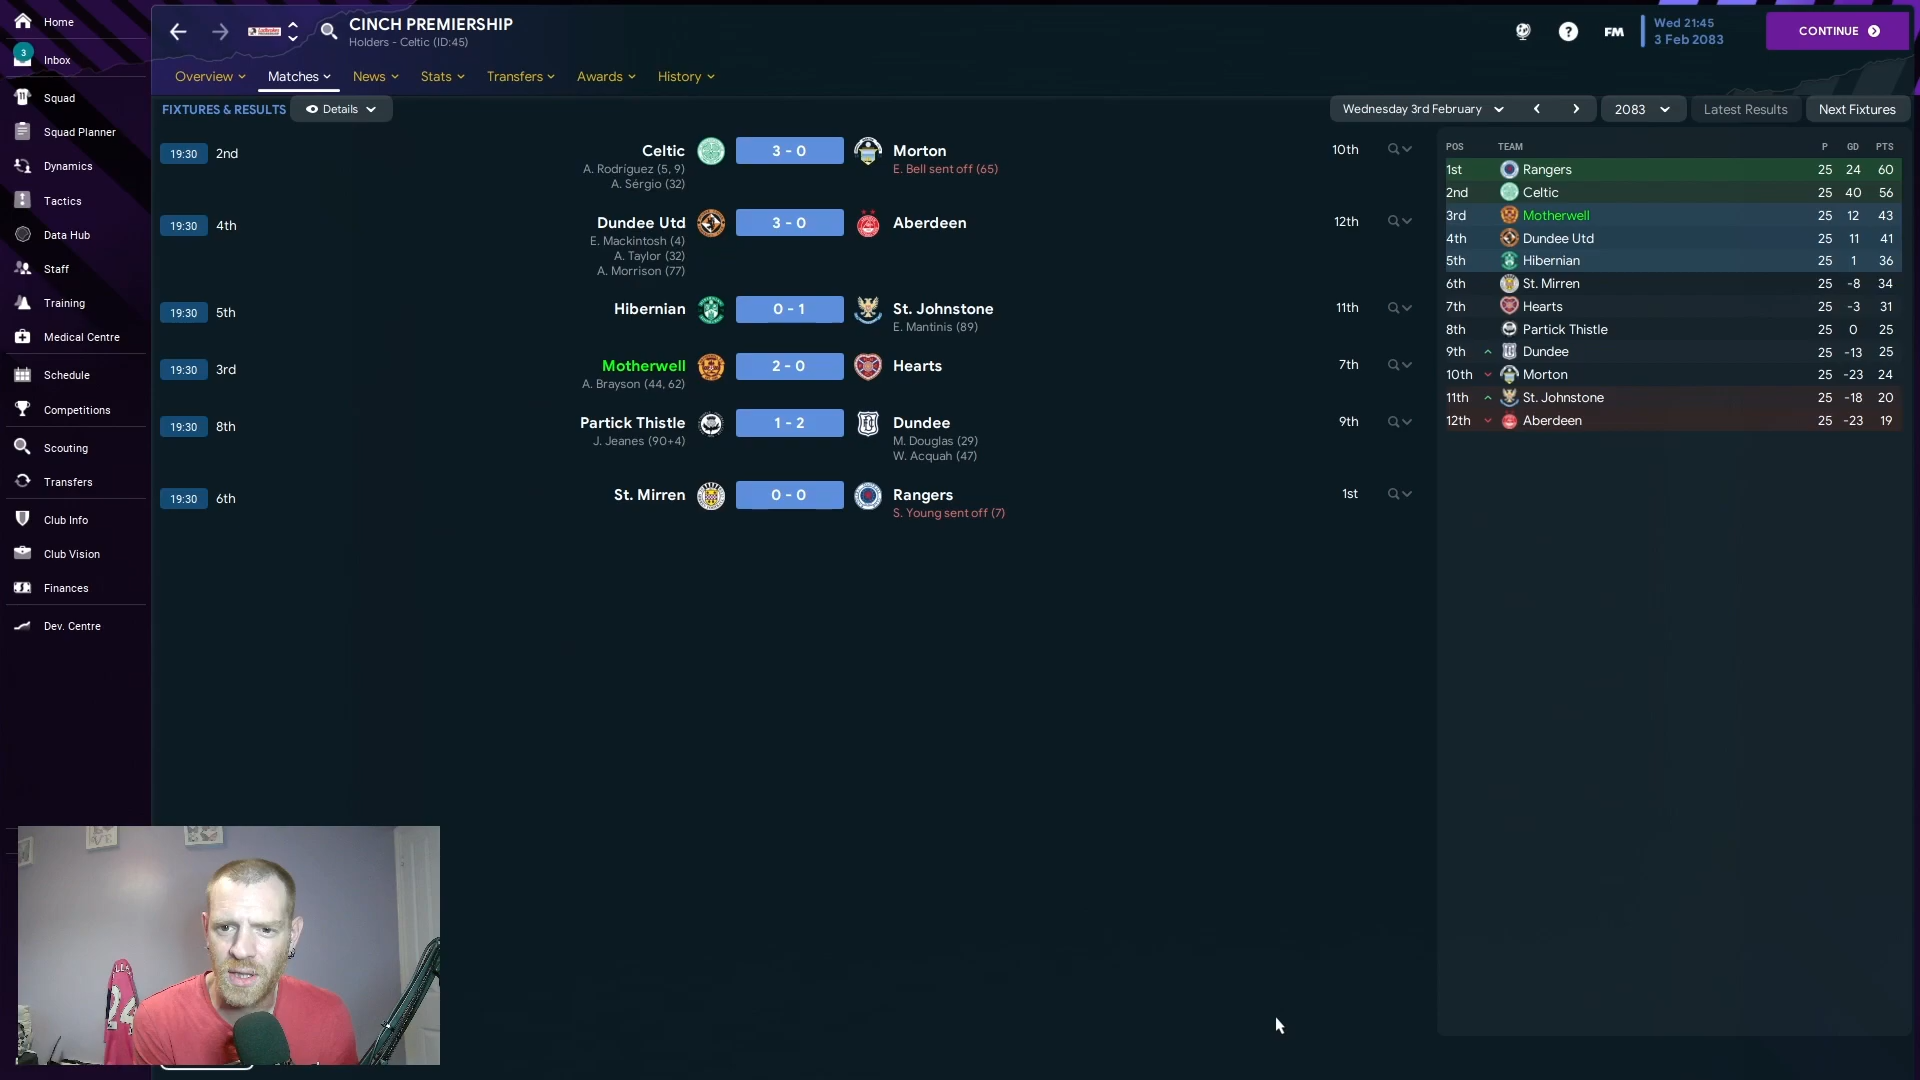 Home
3
Inbox
Squad
Squad Planner
Dynamics
Tactics
Data Hub
Staff
Training
Medical Centre
Schedule
Competitions
Scouting
Transfers
Club Info
Club Vision
Finances
Dev. Centre
CINCH PREMIERSHIP
Holders - Celtic (ID:45)
FM
Wed 21:45
3 Feb 2083
CONTINUE
Overview Matches News Stats Transfers Awards History
FIXTURES & RESULTS Details Wednesday 3rd February 2083 Latest Results Next Fixtures
19:30 2nd Celtic 3 - 0 Morton 10th
A. Rodríguez (5, 9) E. Bell sent off (65)
A. Sérgio (32)
19:30 4th Dundee Utd 3 - 0 Aberdeen 12th
E. Mackintosh (4)
A. Taylor (32)
A. Morrison (77)
19:30 5th Hibernian 0 - 1 St. Johnstone 11th
E. Mantinis (89)
19:30 3rd Motherwell 2 - 0 Hearts 7th
A. Brayson (44, 62)
19:30 8th Partick Thistle 1 - 2 Dundee 9th
J. Jeanes (90+4) M. Douglas (29)
W. Acquah (47)
19:30 6th St. Mirren 0 - 0 Rangers 1st
S. Young sent off (7)
POS TEAM P GD PTS
1st Rangers 25 24 60
2nd Celtic 25 40 56
3rd Motherwell 25 12 43
4th Dundee Utd 25 11 41
5th Hibernian 25 1 36
6th St. Mirren 25 -8 34
7th Hearts 25 -3 31
8th Partick Thistle 25 0 25
9th Dundee 25 -13 25
10th Morton 25 -23 24
11th St. Johnstone 25 -18 20
12th Aberdeen 25 -23 19
24